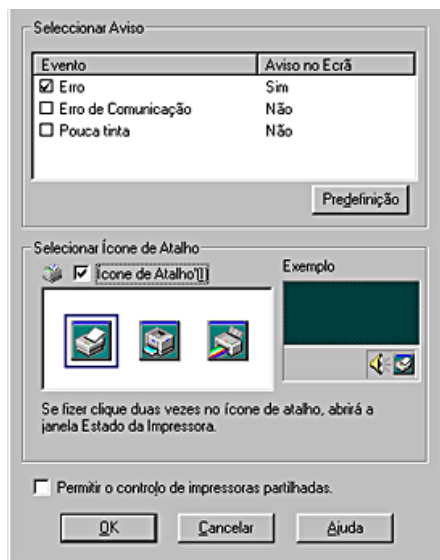 Seleccionar Aviso
Evento Aviso no Ecrã
Erro Sim
Erro de Comunicação Não
Pouca tinta Não
Predefinição
Selecionar Ícone de Atalho
Ícone de Atalho'(I) Exemplo
Se fizer clique duas vezes no ícone de atalho, abrirá a
janela Estado da Impressora.
Permitir o controlo de impressoras partilhadas.
OK Cancelar Ajuda